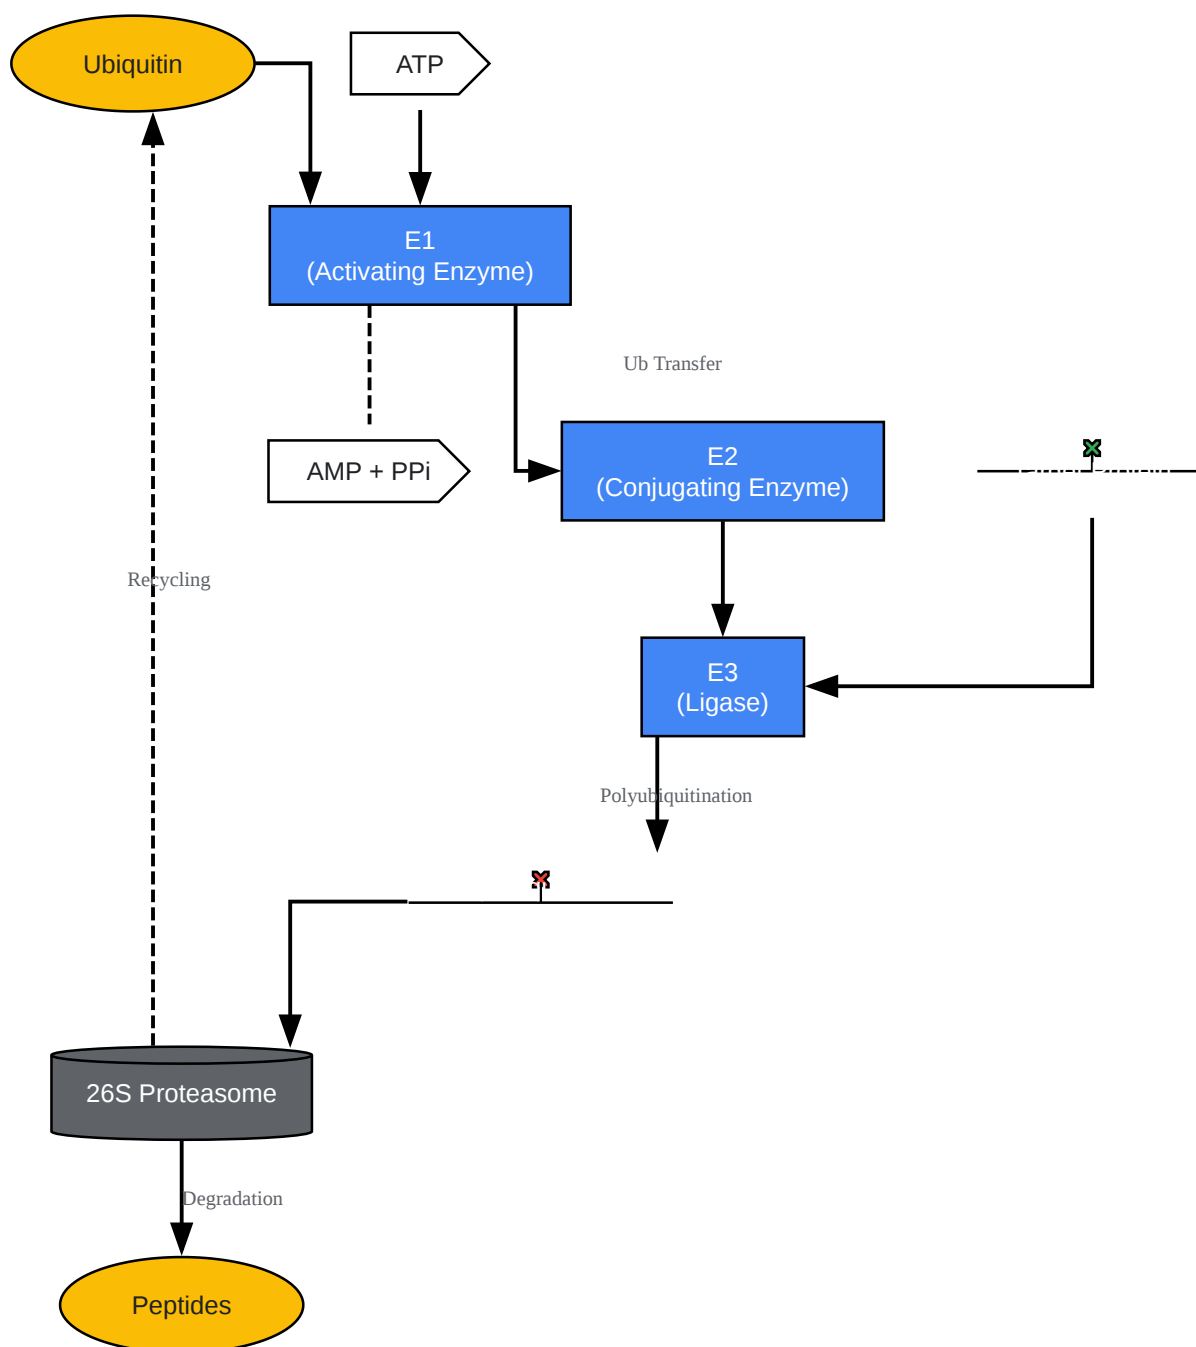 Ubiquitin
ATP
E1
(Activating Enzyme)
Ub Transfer
AMP + PPi
E2
(Conjugating Enzyme)
Recycling
E3
(Ligase)
Polyubiquitination
26S Proteasome
Degradation
Peptides